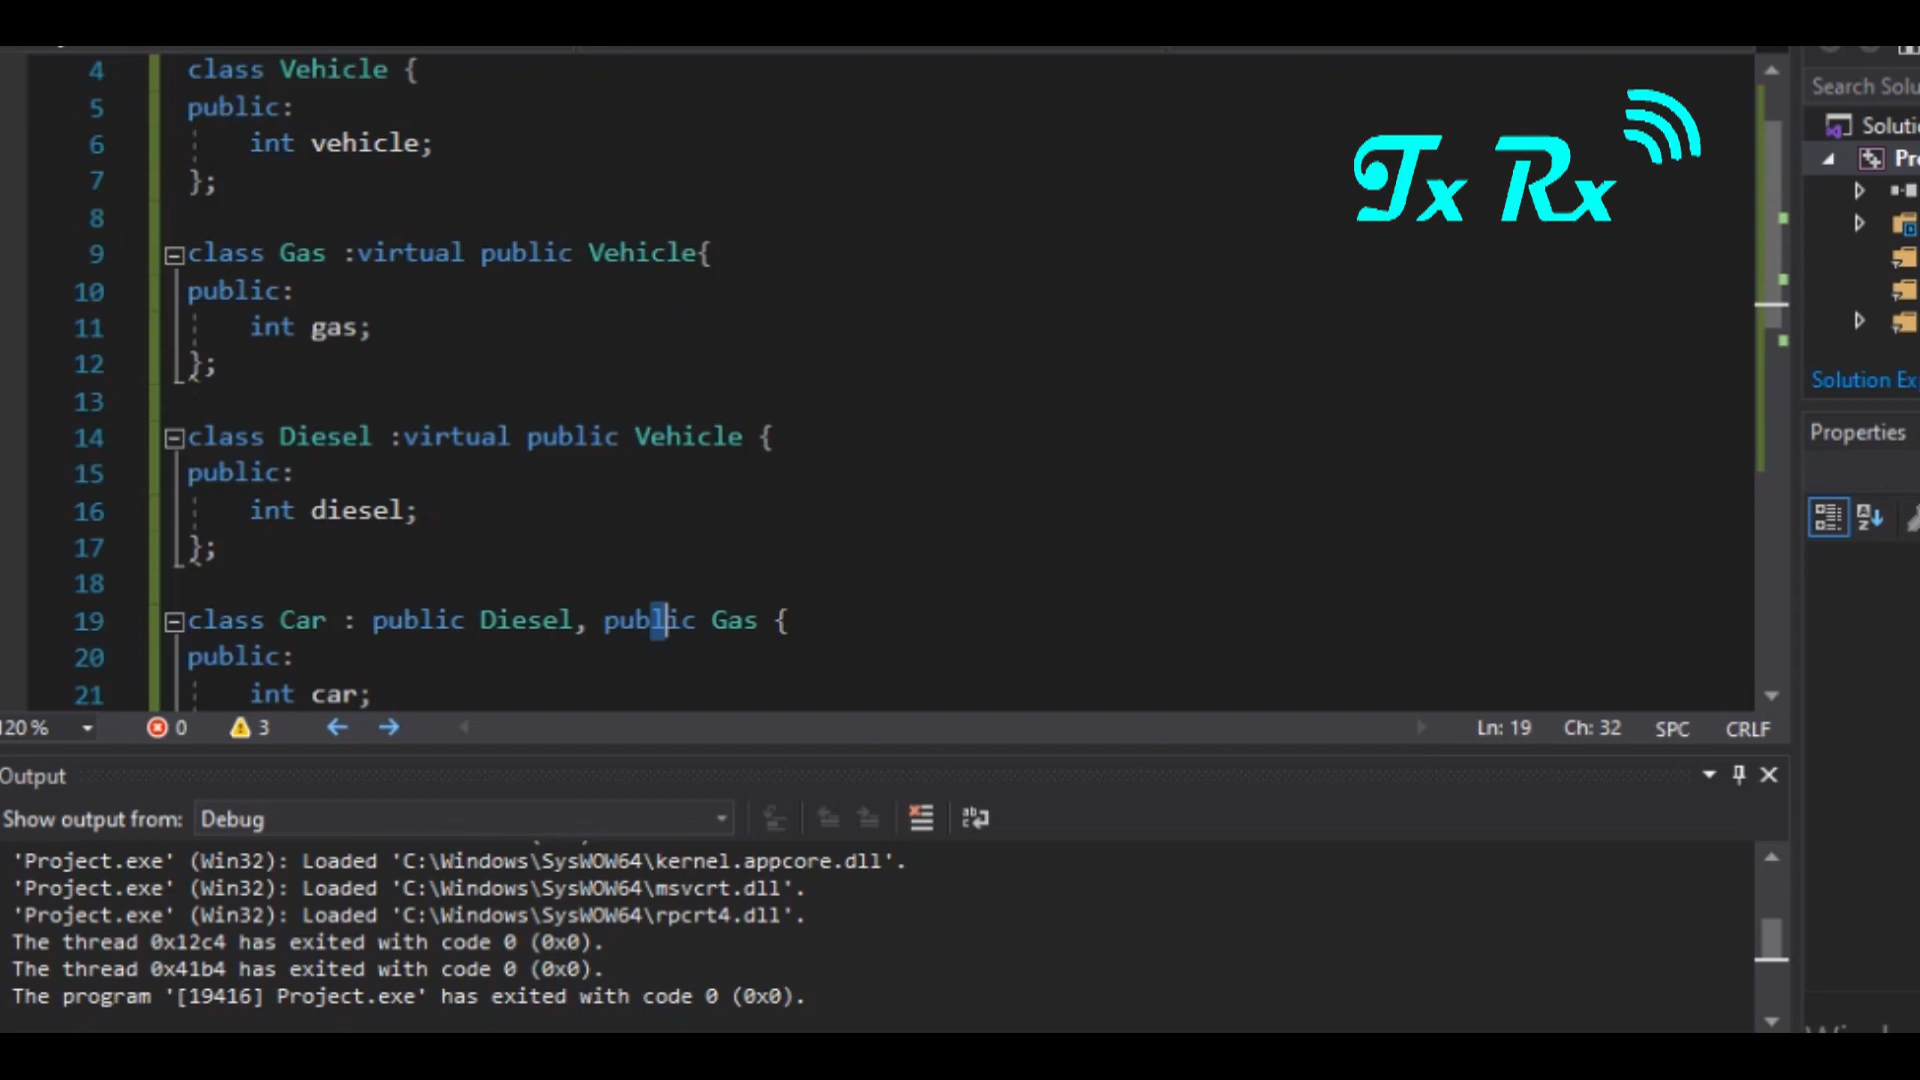 4 class Vehicle {
5 public:
6 int vehicle;
7 };
8
9 class Gas :virtual public Vehicle{
10 public:
11 int gas;
12 };
13
14 class Diesel :virtual public Vehicle {
15 public:
16 int diesel;
17 };
18
19 class Car : public Diesel, public Gas {
20 public:
21 int car;
Tx Rx
Search Solu
Soluti
Pr
Solution Ex
Properties
120 % 0 3 Ln: 19 Ch: 32 SPC CRLF
Output
Show output from: Debug
'Project.exe' (Win32): Loaded 'C:\Windows\SysWOW64\kernel.appcore.dll'.
'Project.exe' (Win32): Loaded 'C:\Windows\SysWOW64\msvcrt.dll'.
'Project.exe' (Win32): Loaded 'C:\Windows\SysWOW64\rpcrt4.dll'.
The thread 0x12c4 has exited with code 0 (0x0).
The thread 0x41b4 has exited with code 0 (0x0).
The program '[19416] Project.exe' has exited with code 0 (0x0).